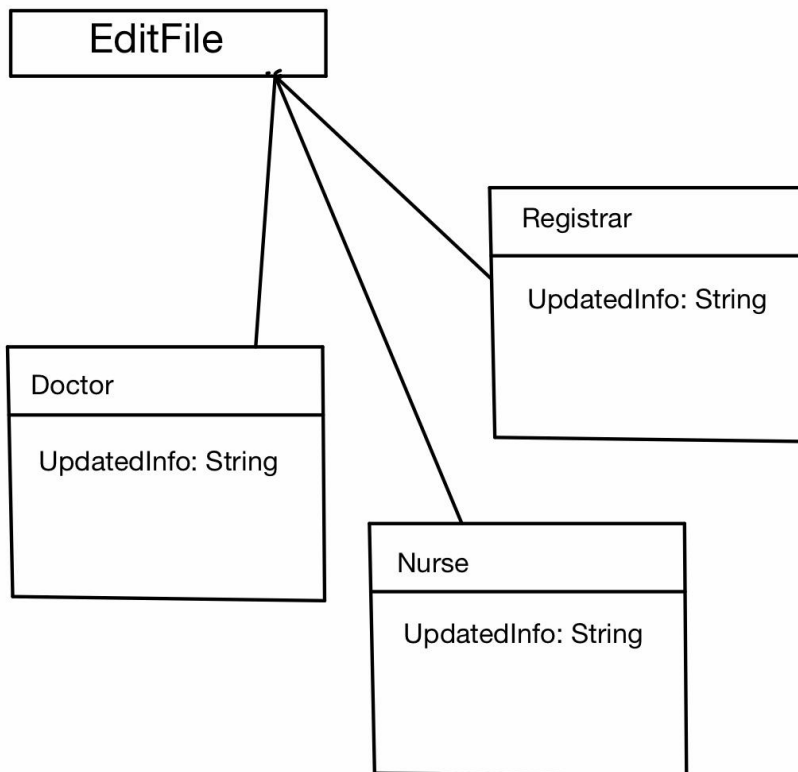 EditFile
Registrar
UpdatedInfo: String
Doctor
UpdatedInfo: String
Nurse
UpdatedInfo: String